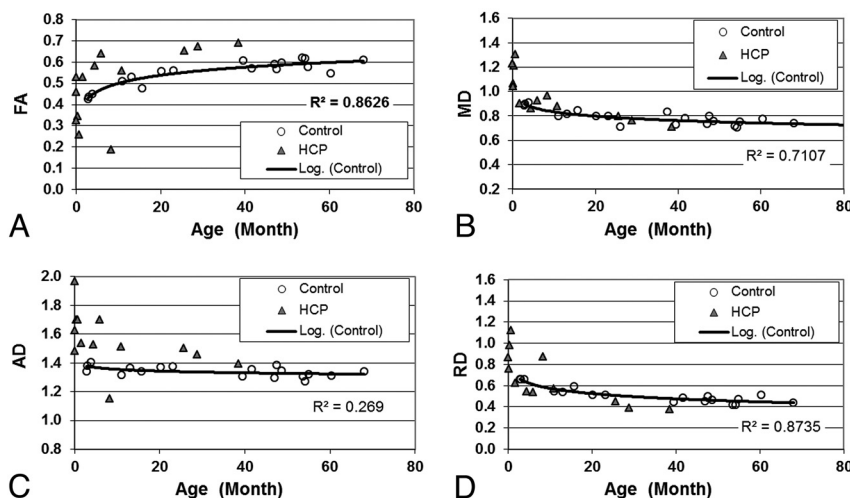 0.8
0.7
0.6
0.5
0.4
0.3
0.2
0.1
0.0
FA
R² = 0.8626
Control
HCP
Log. (Control)
0 20 40 60 80
Age (Month)
A
1.6
1.4
1.2
1.0
0.8
0.6
0.4
0.2
MD
Control
HCP
Log. (Control)
R² = 0.7107
0 20 40 60 80
Age (Month)
B
2.0
1.8
1.6
1.4
1.2
1.0
0.8
AD
Control
HCP
Log. (Control)
R² = 0.269
0 20 40 60 80
Age (Month)
C
1.6
1.4
1.2
1.0
0.8
0.6
0.4
0.2
0.0
RD
Control
HCP
Log. (Control)
R² = 0.8735
0 20 40 60 80
Age (Month)
D